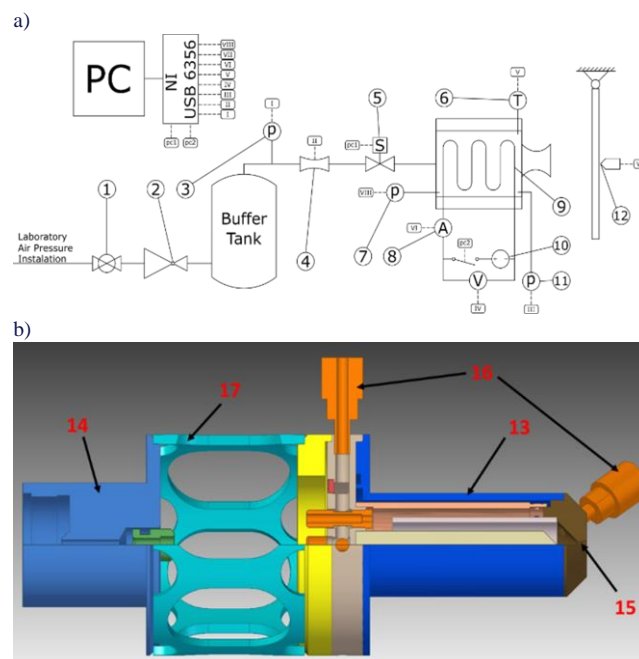 a)
PC
NI
USB 6356
VIII
VII
VI
V
IV
III
II
I
pc1
pc2
I
II
V
5
6
T
pc1
S
1
2
3
p
Buffer
Tank
4
VIII
p
7
VI
A
8
pc2
V
IV
9
10
p
11
III
12
Laboratory
Air Pressure
Instalation
b)
14
17
16
13
15